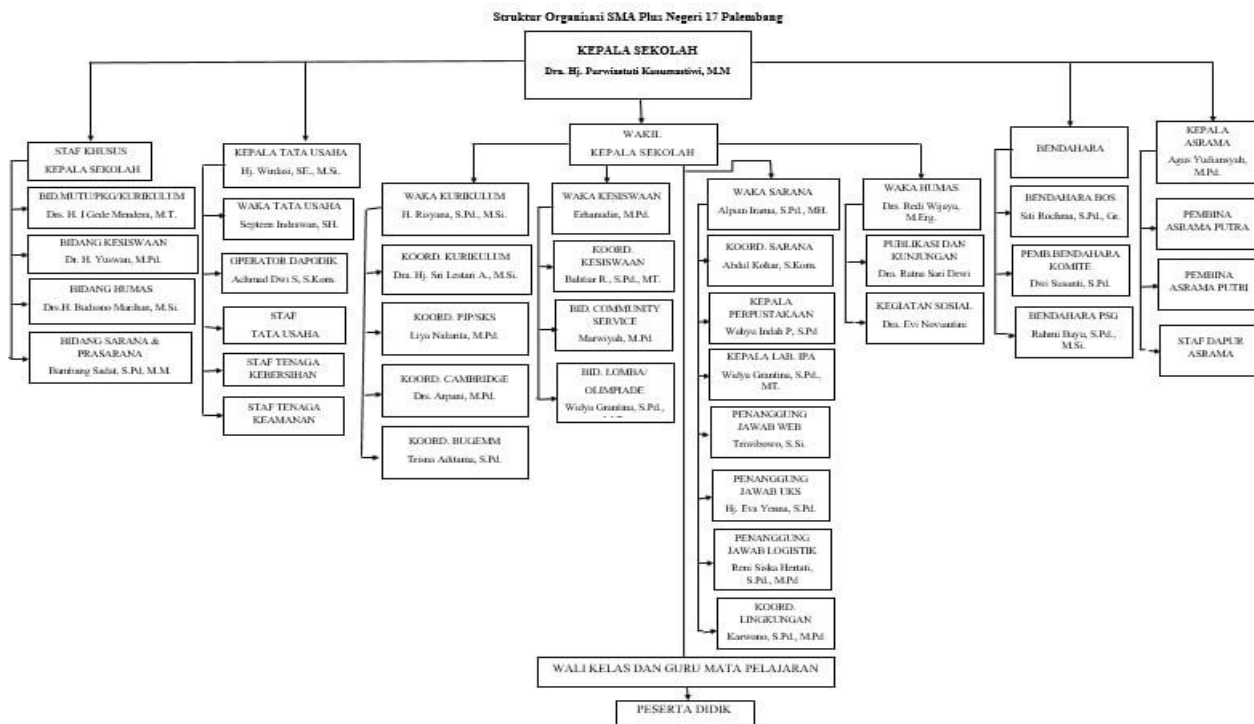 Struktur Organisasi SMA Plus Negeri 17 Palembang
KEPALA SEKOLAH
Dra. Hj. Purwiastuti Kusumastiwi, M.M
WAKIL
KEPALA SEKOLAH
STAF KHUSUS
KEPALA SEKOLAH
BID.MUTU/PKG/KURIKULUM
Drs. H. I Gede Mendera, M.T.
BIDANG KESISWAAN
Dr. H. Yuswan, M.Pd.
BIDANG HUMAS
Drs.H. Budiono Marihan, M.Si.
BIDANG SARANA &
PRASARANA
Bambang Sadat, S.Pd, M.M.
KEPALA TATA USAHA
Hj. Wirdasi, SE., M.Si.
WAKA TATA USAHA
Septeen Indrawan, SH.
OPERATOR DAPODIK
Achmad Dwi S, S.Kom.
STAF
TATA USAHA
STAF TENAGA
KEBERSIHAN
STAF TENAGA
KEAMANAN
WAKA KURIKULUM
H. Risyana, S.Pd., M.Si.
KOORD. KURIKULUM
Dra. Hj. Sri Lestari A., M.Si.
KOORD. PJP/SKS
Liya Nalurita, M.Pd.
KOORD. CAMBRIDGE
Drs. Arpani, M.Pd.
KOORD. BUGEMM
Trisna Aditama, S.Pd.
WAKA KESISWAAN
M.Pd.
KOORD.
KESISWAAN
Bahtiar R., S.Pd., MT.
BID. COMMUNITY
SERVICE
Marwiyah, M.Pd.
BID. LOMBA/
OLIMPIADE
Widya Grantina, S.Pd.,
WAKA SARANA
Alpian Irama, S.Pd., MH.
KOORD. SARANA
Abdul Kohar, S.Kom.
KEPALA
PERPUSTAKAAN
Wahyu Indah P, S.Pd
KEPALA LAB. IPA
Widya Grantina, S.Pd.,
MT.
PENANGGUNG
JAWAB WEB
Triwibowo, S.Si.
PENANGGUNG
JAWAB UKS
Hj. Eva Yenna, S.Pd.
PENANGGUNG
JAWAB LOGISTIK
Reni Siska Hertati,
S.Pd., M.Pd
KOORD.
LINGKUNGAN
Karwono, S.Pd., M.Pd
WAKA HUMAS
Drs. Redi Wijaya,
M.Erg.
PUBLIKASI DAN
KUNJUNGAN
Dra. Ratna Sari Dewi
KEGIATAN SOSIAL
Dra. Evi Noviantini
BENDAHARA
BENDAHARA BOS
Siti Rochma, S.Pd., Gr.
PEMB.BENDAHARA
KOMITE
Dwi Susanti, S.Pd.
BENDAHARA PSG
Rahmi Bayu, S.Pd.,
M.Si.
KEPALA
ASRAMA
Agus Yudiansyah,
M.Pd.
PEMBINA
ASRAMA PUTRA
PEMBINA
ASRAMA PUTRI
STAF DAPUR
ASRAMA
WALI KELAS DAN GURU MATA PELAJARAN
PESERTA DIDIK